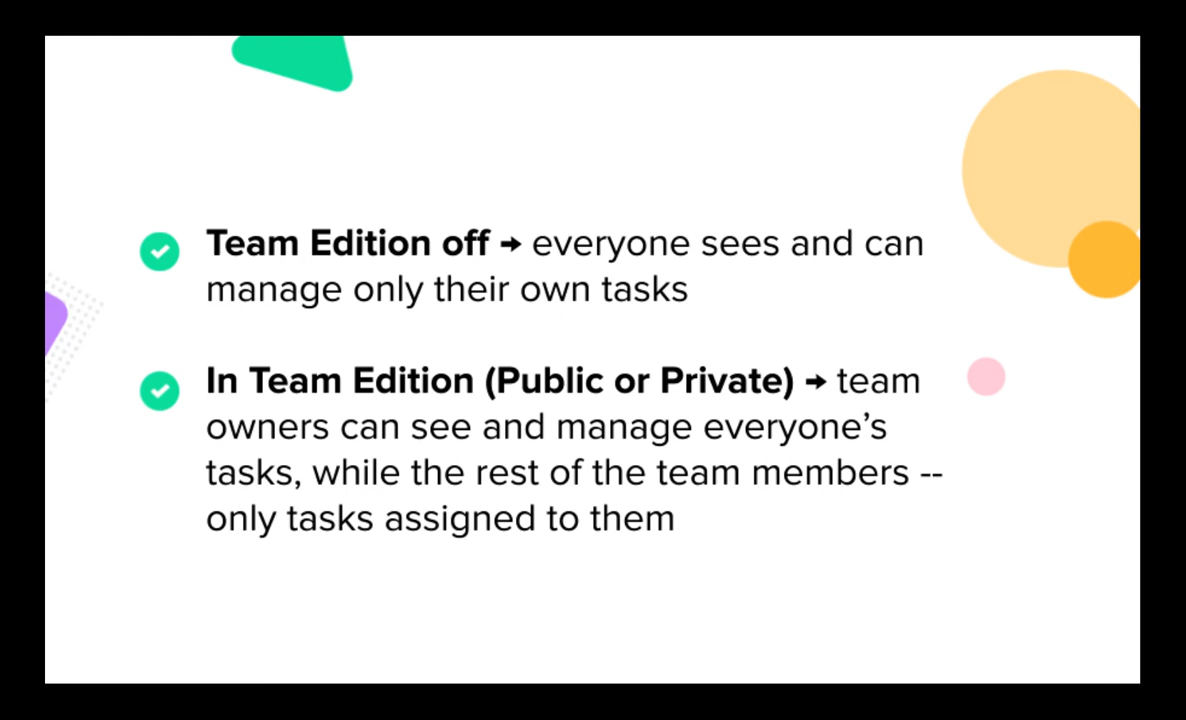 Team Edition off → everyone sees and can
manage only their own tasks
In Team Edition (Public or Private) → team
owners can see and manage everyone’s
tasks, while the rest of the team members --
only tasks assigned to them